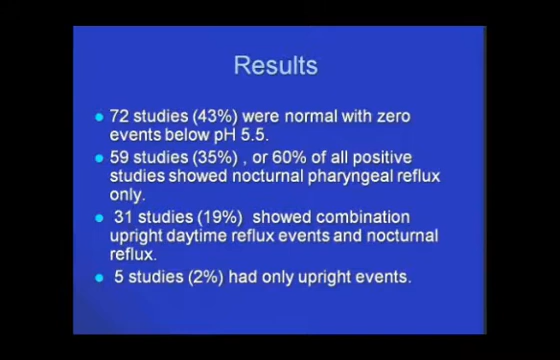 Results
72 studies (43%) were normal with zero
events below pH 5.5.
59 studies (35%) , or 60% of all positive
studies showed nocturnal pharyngeal reflux
only.
31 studies (19%) showed combination
upright daytime reflux events and nocturnal
reflux.
5 studies (2%) had only upright events.